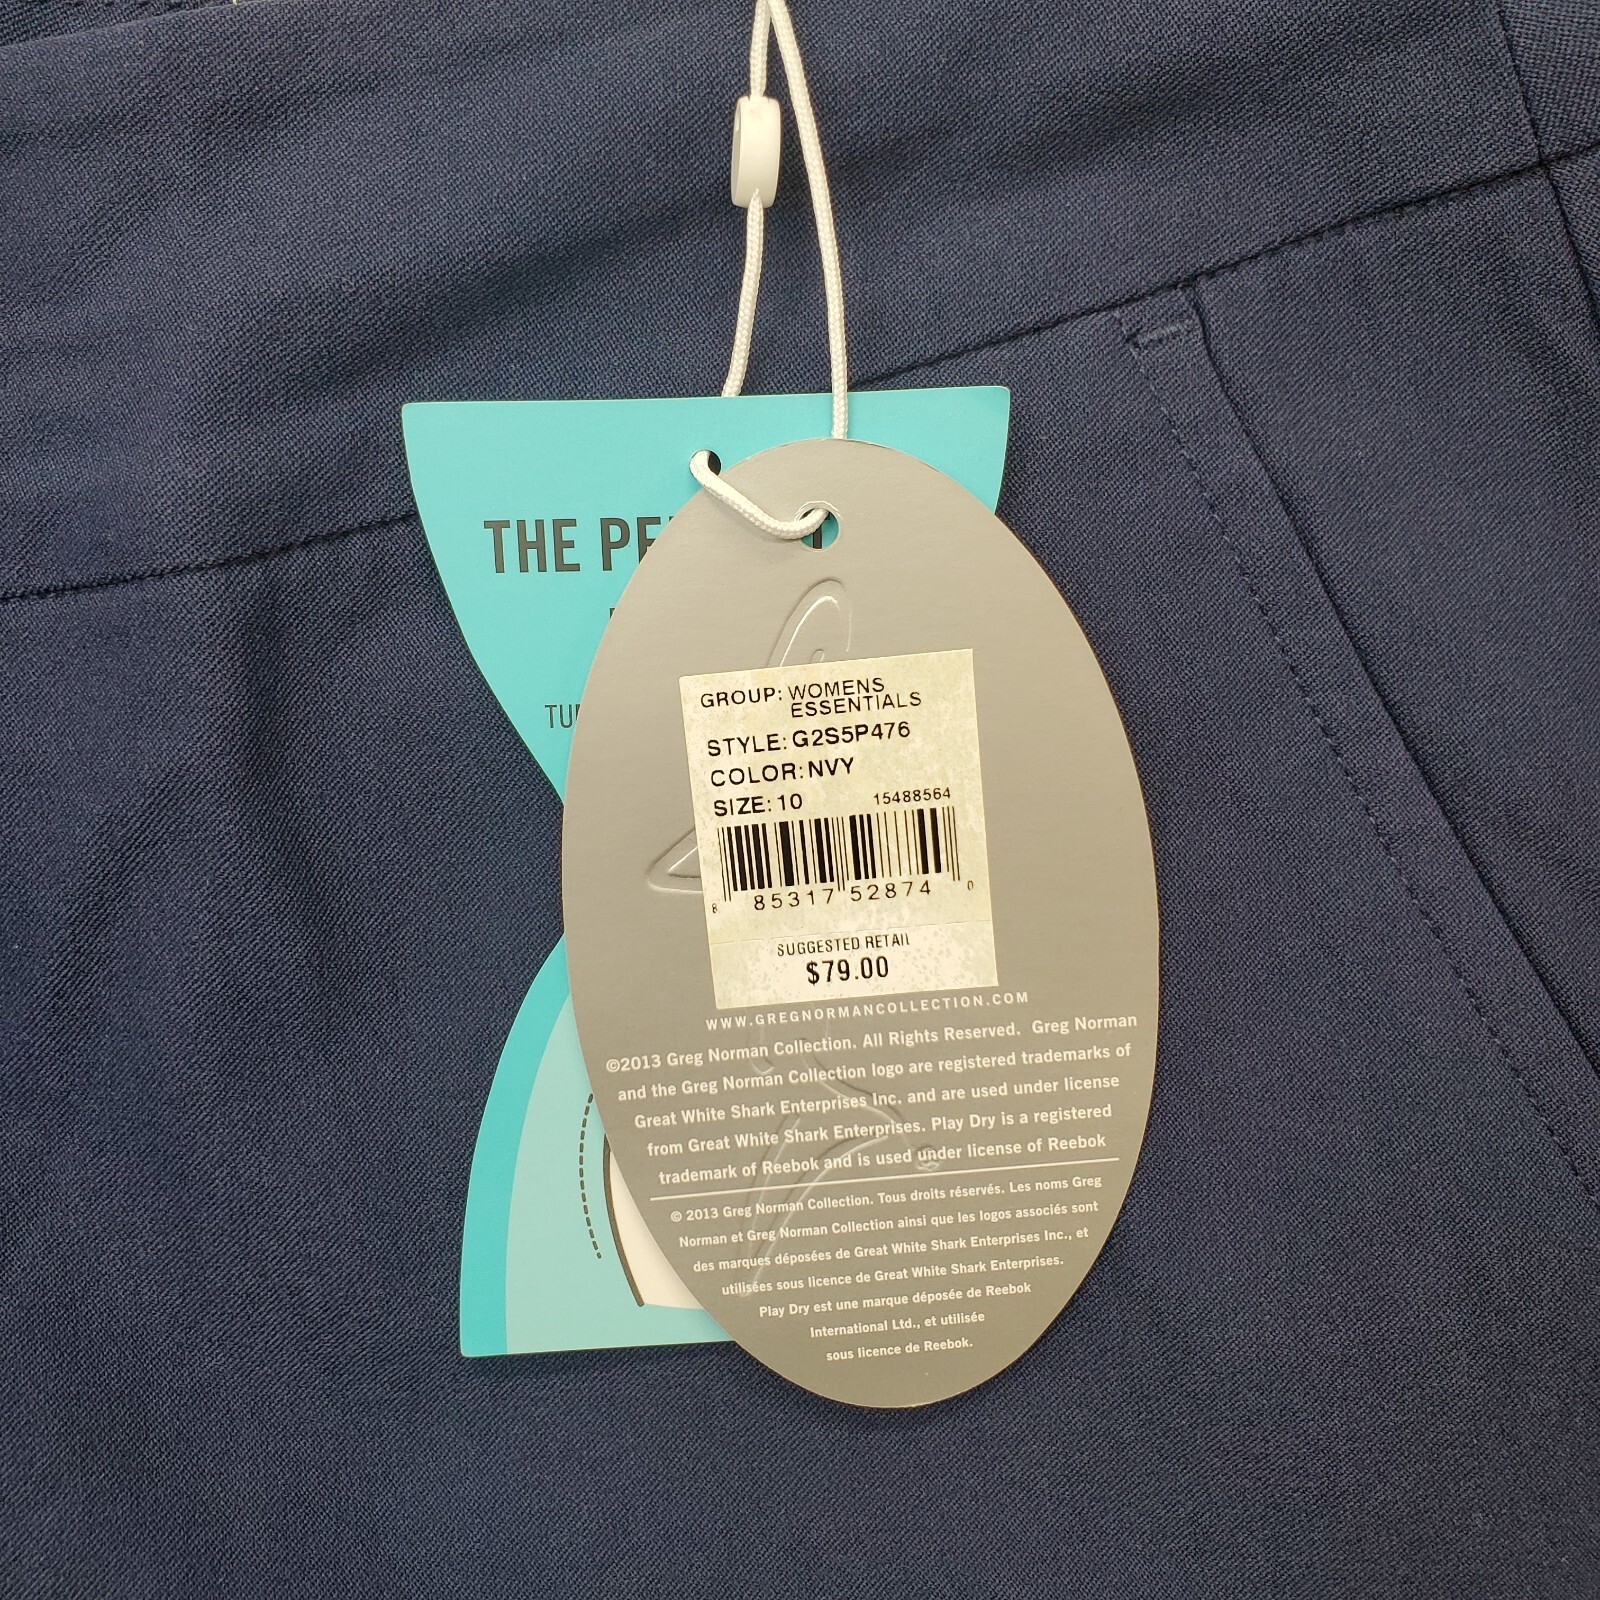 THE PE
TU
GROUP: WOMENS
ESSENTIALS
STYLE: G2S5P476
COLOR: NVY
SIZE: 10 15488564
8 85317 52874 0
SUGGESTED RETAIL
$79.00
WWW.GREGNORMANCOLLECTION.COM
©2013 Greg Norman Collection. All Rights Reserved. Greg Norman
and the Greg Norman Collection logo are registered trademarks of
Great White Shark Enterprises Inc. and are used under license
from Great White Shark Enterprises. Play Dry is a registered
trademark of Reebok and is used under license of Reebok
© 2013 Greg Norman Collection. Tous droits réservés. Les noms Greg
Norman et Greg Norman Collection ainsi que les logos associés sont
des marques déposées de Great White Shark Enterprises Inc., et
utilisées sous licence de Great White Shark Enterprises.
Play Dry est une marque déposée de Reebok
International Ltd., et utilisée
sous licence de Reebok.